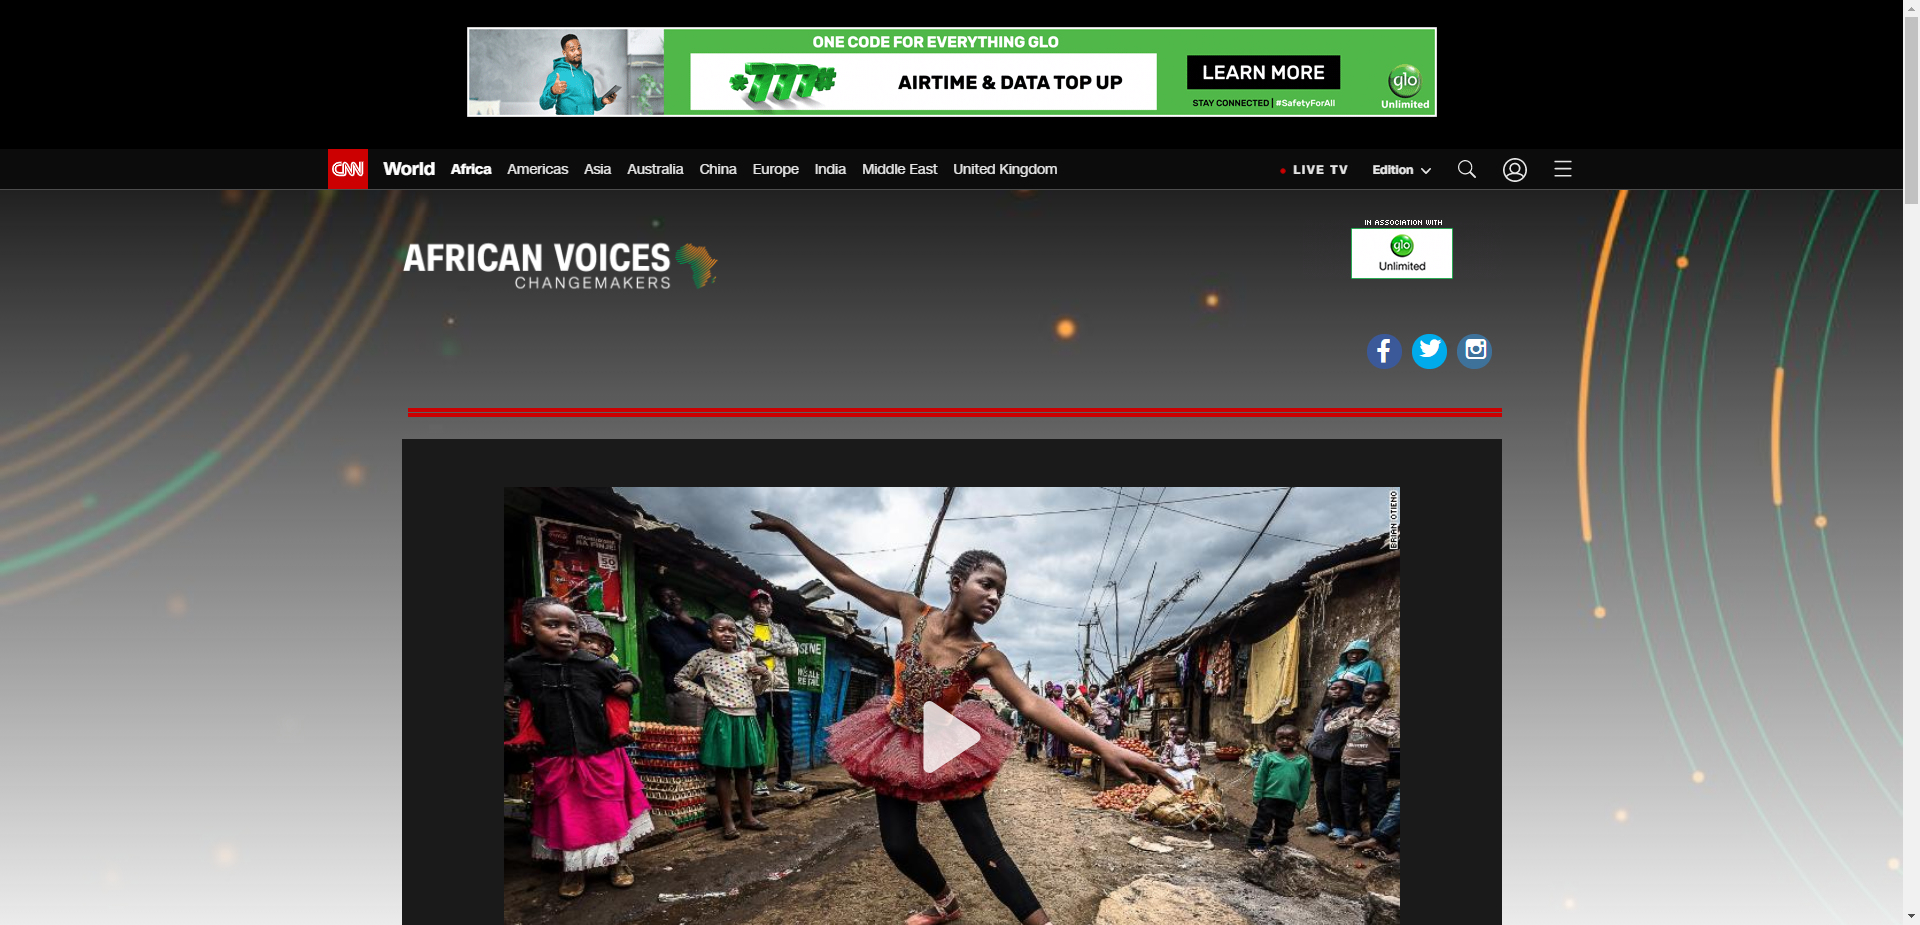 ONE CODE FOR EVERYTHING GLO
*777#
AIRTIME & DATA TOP UP
LEARN MORE
STAY CONNECTED | #SafetyForAll
glo
Unlimited
CNN
World
Africa
Americas
Asia
Australia
China
Europe
India
Middle East
United Kingdom
LIVE TV
Edition
AFRICAN VOICES
CHANGEMAKERS
IN ASSOCIATION WITH
glo
Unlimited
BRIAN OTIENO
50